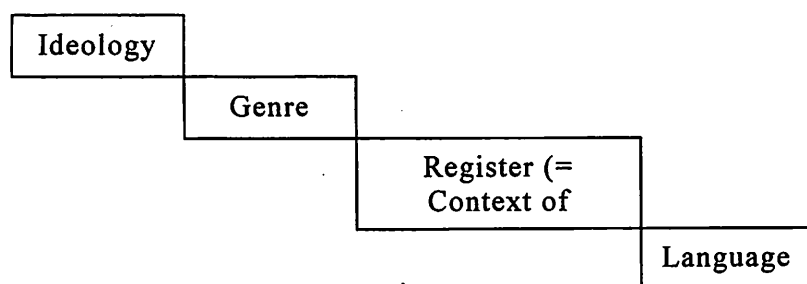 Ideology
Genre
Register (=
Context of
Language